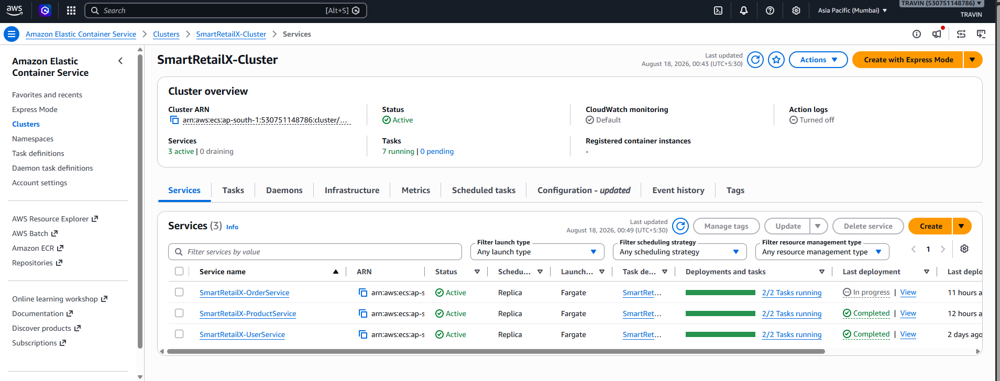 aws
Search [Alt+S]
Asia Pacific (Mumbai)
TRAVIN (530751148786)
TRAVIN
Amazon Elastic Container Service > Clusters > SmartRetailX-Cluster > Services
Amazon Elastic
Container Service
Favorites and recents
Express Mode
Clusters
Namespaces
Task definitions
Daemon task definitions
Account settings
AWS Resource Explorer
AWS Batch
Amazon ECR
Repositories
Online learning workshop
Documentation
Discover products
Subscriptions
SmartRetailX-Cluster
Last updated
August 18, 2026, 00:43 (UTC+5:30)
Actions
Create with Express Mode
Cluster overview
Cluster ARN
arn:aws:ecs:ap-south-1:530751148786:cluster/...
Status
Active
CloudWatch monitoring
Default
Action logs
Turned off
Services
3 active | 0 draining
Tasks
7 running | 0 pending
Registered container instances
-
Services Tasks Daemons Infrastructure Metrics Scheduled tasks Configuration - updated Event history Tags
Services (3) Info
Last updated
August 18, 2026, 00:49 (UTC+5:30)
Manage tags Update Delete service Create
Filter services by value
Filter launch type
Any launch type
Filter scheduling strategy
Any scheduling strategy
Filter resource management type
Any resource management type
1
Service name ARN Status Schedu... Launch... Task de... Deployments and tasks Last deployment Last deplo
SmartRetailX-OrderService arn:aws:ecs:ap-s Active Replica Fargate SmartRet... 2/2 Tasks running In progress | View 11 hours a
SmartRetailX-ProductService arn:aws:ecs:ap-s Active Replica Fargate SmartRet... 2/2 Tasks running Completed | View 12 hours a
SmartRetailX-UserService arn:aws:ecs:ap-s Active Replica Fargate SmartRet... 2/2 Tasks running Completed | View 2 days ago